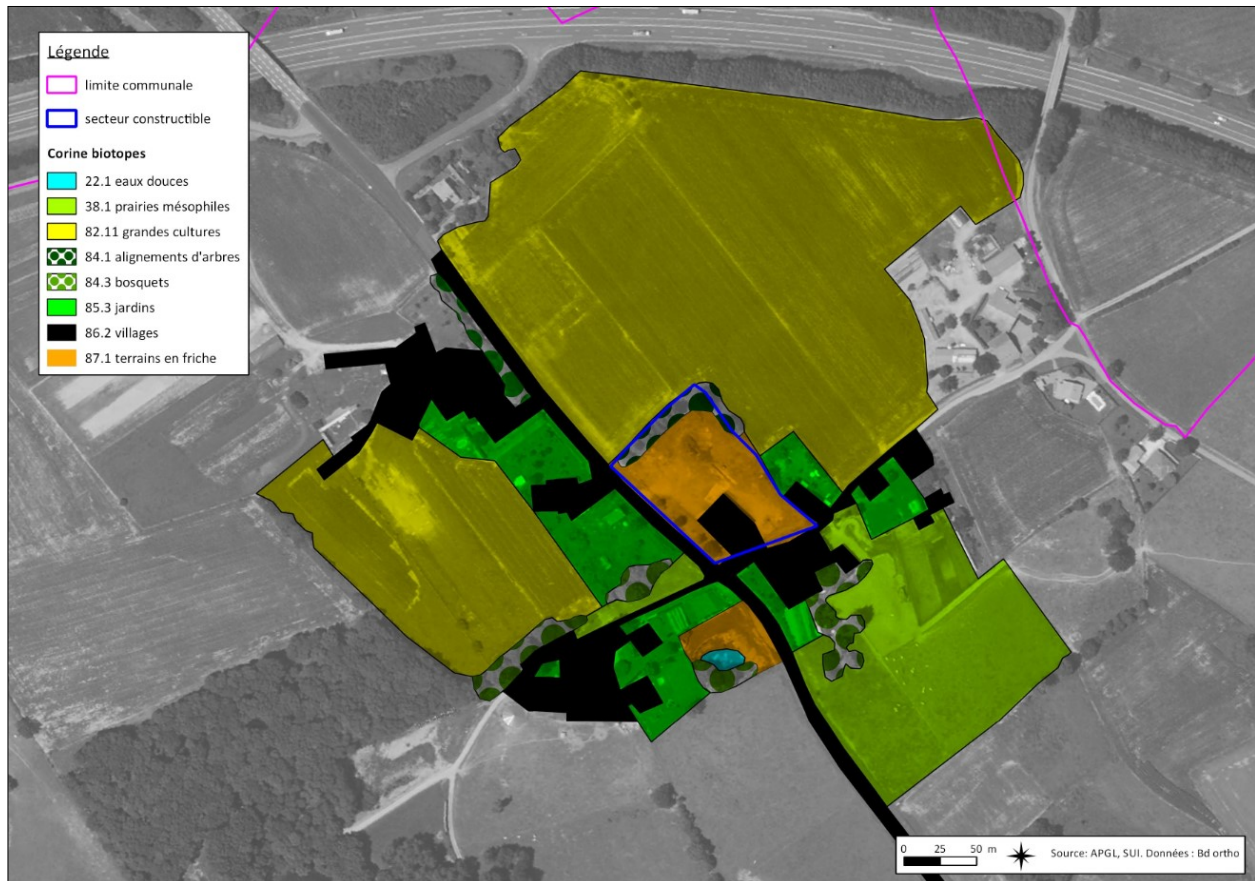 Légende
limite communale
secteur constructible
Corine biotopes
22.1 eaux douces
38.1 prairies mésophiles
82.11 grandes cultures
84.1 alignements d'arbres
84.3 bosquets
85.3 jardins
86.2 villages
87.1 terrains en friche
0 25 50 m
Source: APGL, SUI. Données : Bd ortho